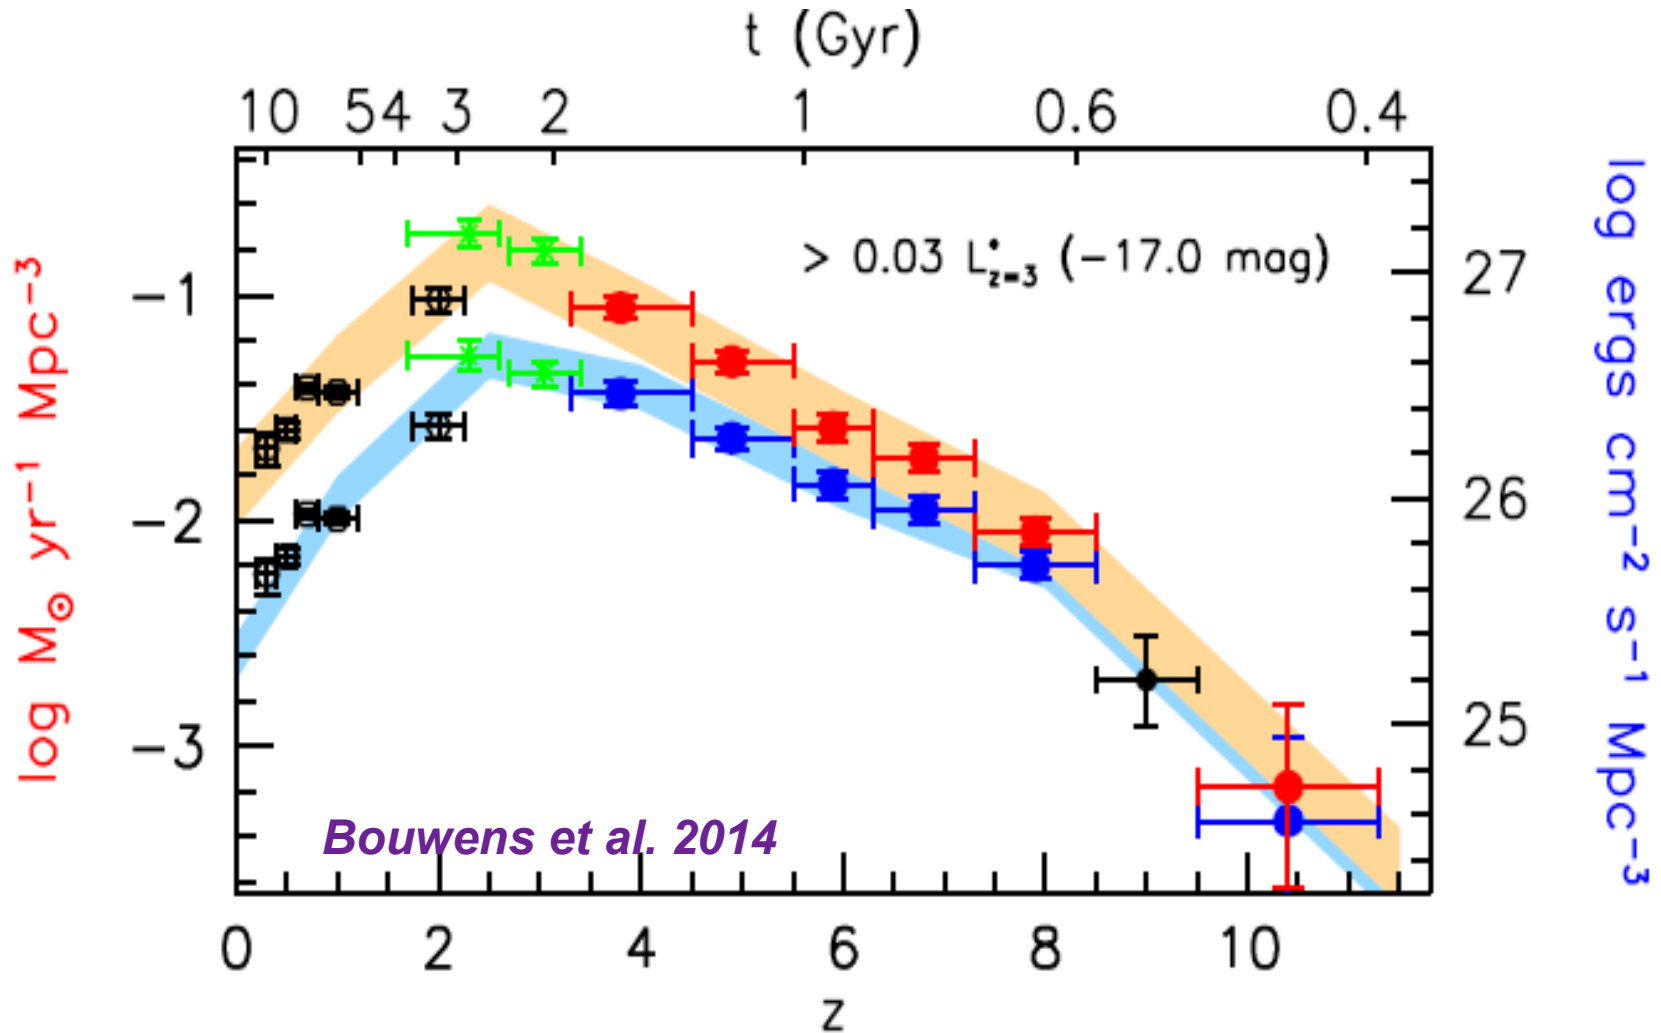 t (Gyr)
10 5 4 3 2 1 0.6 0.4
log M⊙ yr⁻¹ Mpc⁻³
−1
−2
−3
> 0.03 L*z=3 (−17.0 mag)
27
26
25
log ergs cm⁻² s⁻¹ Mpc⁻³
Bouwens et al. 2014
0 2 4 6 8 10
z